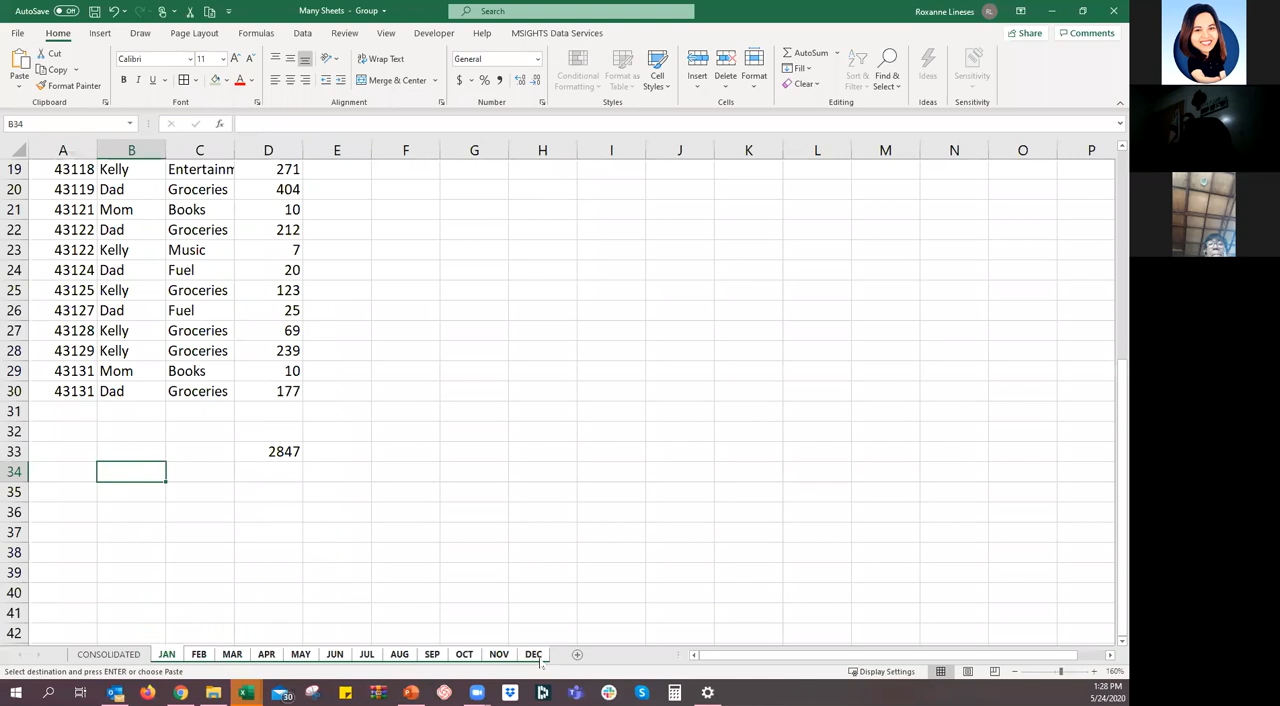 AutoSave Off Many Sheets - Group Search Roxanne Lineses RL
File Home Insert Draw Page Layout Formulas Data Review View Developer Help MSIGHTS Data Services Share Comments
Paste Cut Copy Format Painter Clipboard
Calibri 11 A A B I U A Font
Wrap Text Merge & Center Alignment
General $ % , Number
Conditional Formatting Format as Table Cell Styles Styles
Insert Delete Format Cells
AutoSum Fill Clear Sort & Filter Find & Select Editing
Ideas Ideas
Sensitivity Sensitivity
B34 fx
A B C D E F G H I J K L M N O P
19 43118 Kelly Entertainm 271
20 43119 Dad Groceries 404
21 43121 Mom Books 10
22 43122 Dad Groceries 212
23 43122 Kelly Music 7
24 43124 Dad Fuel 20
25 43125 Kelly Groceries 123
26 43127 Dad Fuel 25
27 43128 Kelly Groceries 69
28 43129 Kelly Groceries 239
29 43131 Mom Books 10
30 43131 Dad Groceries 177
31
32
33 2847
34
35
36
37
38
39
40
41
42
CONSOLIDATED JAN FEB MAR APR MAY JUN JUL AUG SEP OCT NOV DEC
Select destination and press ENTER or choose Paste Display Settings 160%
30
1:28 PM
5/24/2020